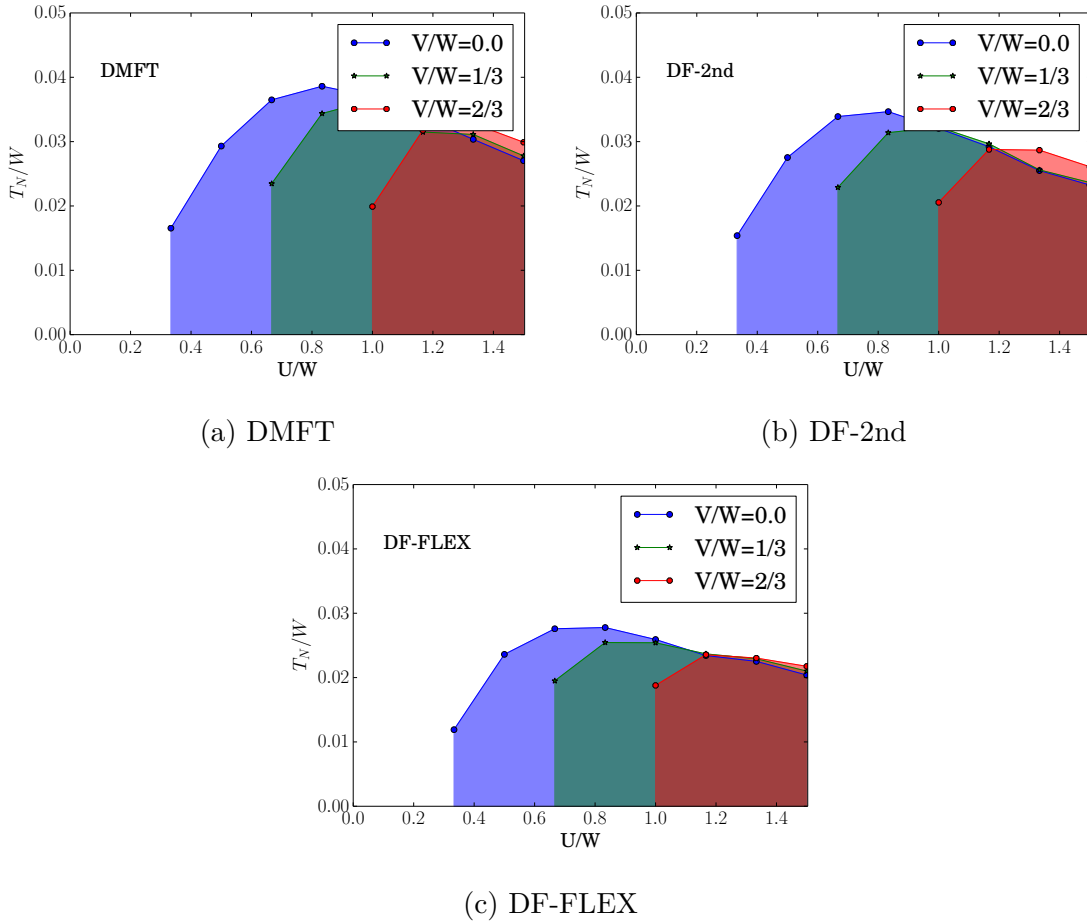 0.05
0.04
0.03
0.02
0.01
0.00
T_N/W
DMFT
V/W=0.0
V/W=1/3
V/W=2/3
0.0 0.2 0.4 0.6 0.8 1.0 1.2 1.4
U/W
(a) DMFT
0.05
0.04
0.03
0.02
0.01
0.00
T_N/W
DF-2nd
V/W=0.0
V/W=1/3
V/W=2/3
0.0 0.2 0.4 0.6 0.8 1.0 1.2 1.4
U/W
(b) DF-2nd
0.05
0.04
0.03
0.02
0.01
0.00
T_N/W
DF-FLEX
V/W=0.0
V/W=1/3
V/W=2/3
0.0 0.2 0.4 0.6 0.8 1.0 1.2 1.4
U/W
(c) DF-FLEX